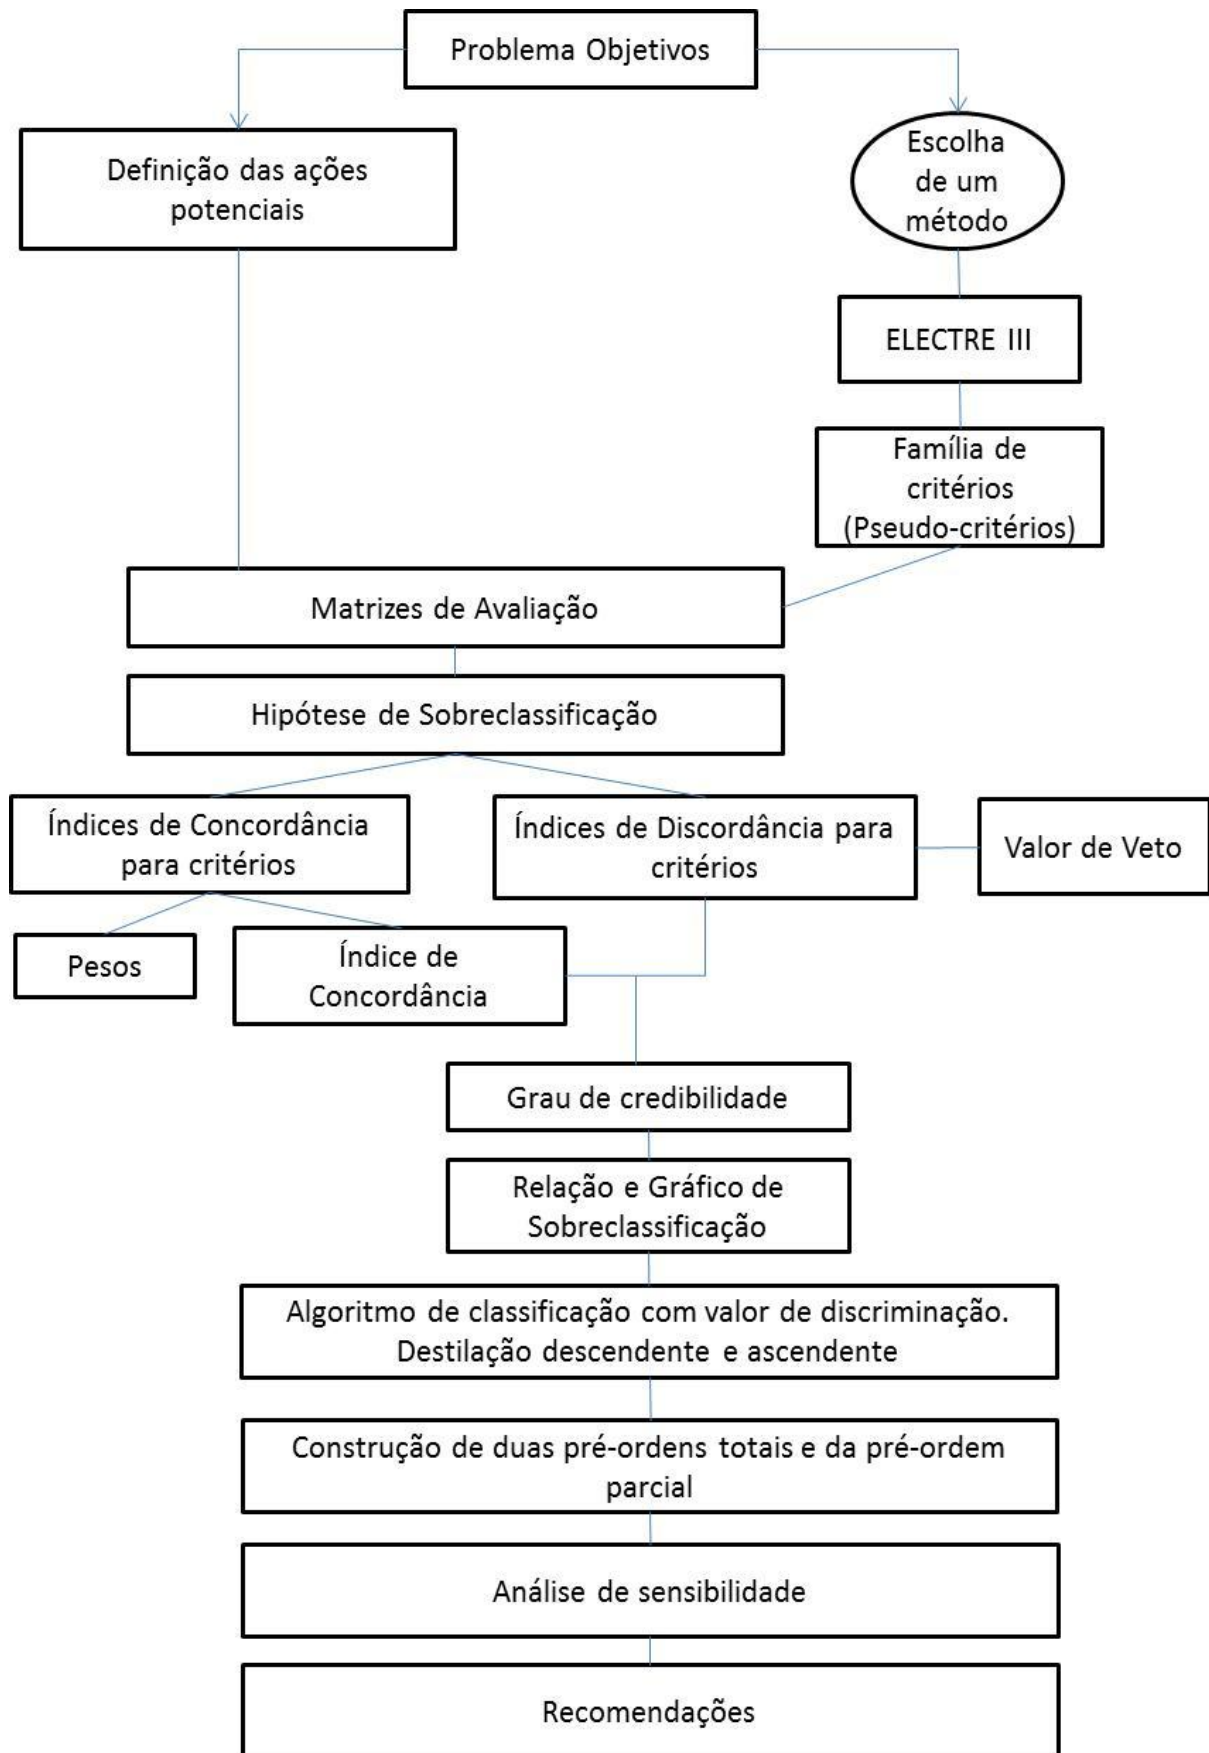 Problema Objetivos
Definição das ações
potenciais
Escolha
de um
método
ELECTRE III
Família de
critérios
(Pseudo-critérios)
Matrizes de Avaliação
Hipótese de Sobreclassificação
Índices de Concordância
para critérios
Índices de Discordância para
critérios
Valor de Veto
Pesos
Índice de
Concordância
Grau de credibilidade
Relação e Gráfico de
Sobreclassificação
Algoritmo de classificação com valor de discriminação.
Destilação descendente e ascendente
Construção de duas pré-ordens totais e da pré-ordem
parcial
Análise de sensibilidade
Recomendações